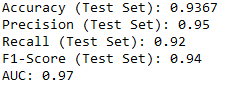 Accuracy (Test Set): 0.9367
Precision (Test Set): 0.95
Recall (Test Set): 0.92
F1-Score (Test Set): 0.94
AUC: 0.97